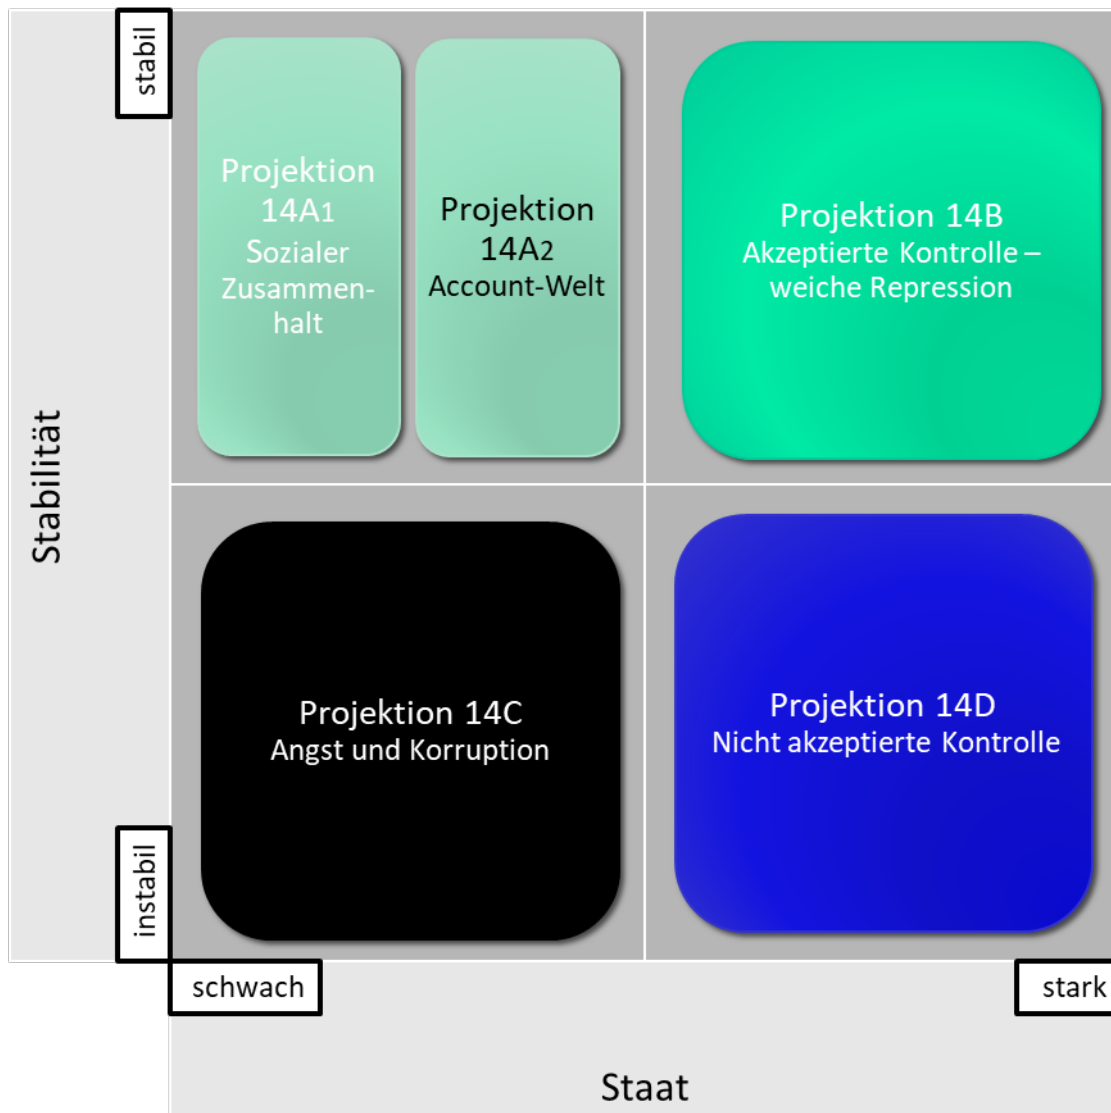 stabil
Projektion
14A1
Sozialer
Zusammen-
halt
Projektion
14A2
Account-Welt
Projektion 14B
Akzeptierte Kontrolle –
weiche Repression
Stabilität
Projektion 14C
Angst und Korruption
Projektion 14D
Nicht akzeptierte Kontrolle
instabil
schwach
stark
Staat